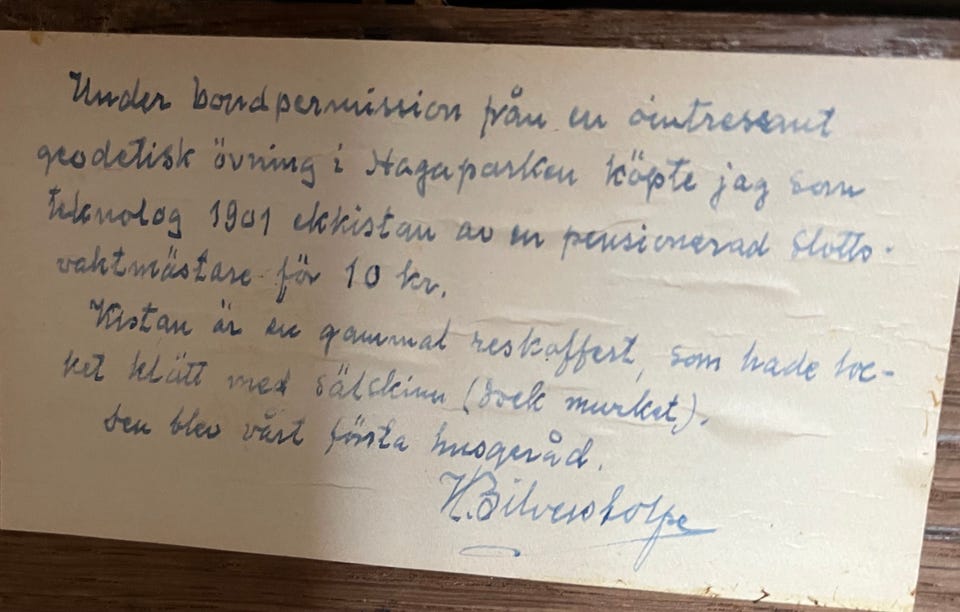 Under bondpermission från en ointressant
geodetisk övning i Hagaparken köpte jag som
teknolog 1901 ekkistan av en pensionerad slotts-
vaktmästare för 10 kr.
Kistan är en gammal reskoffert, som hade loc-
ket klätt med sälskinn (dock murket).
Den blev vårt första husgeråd.